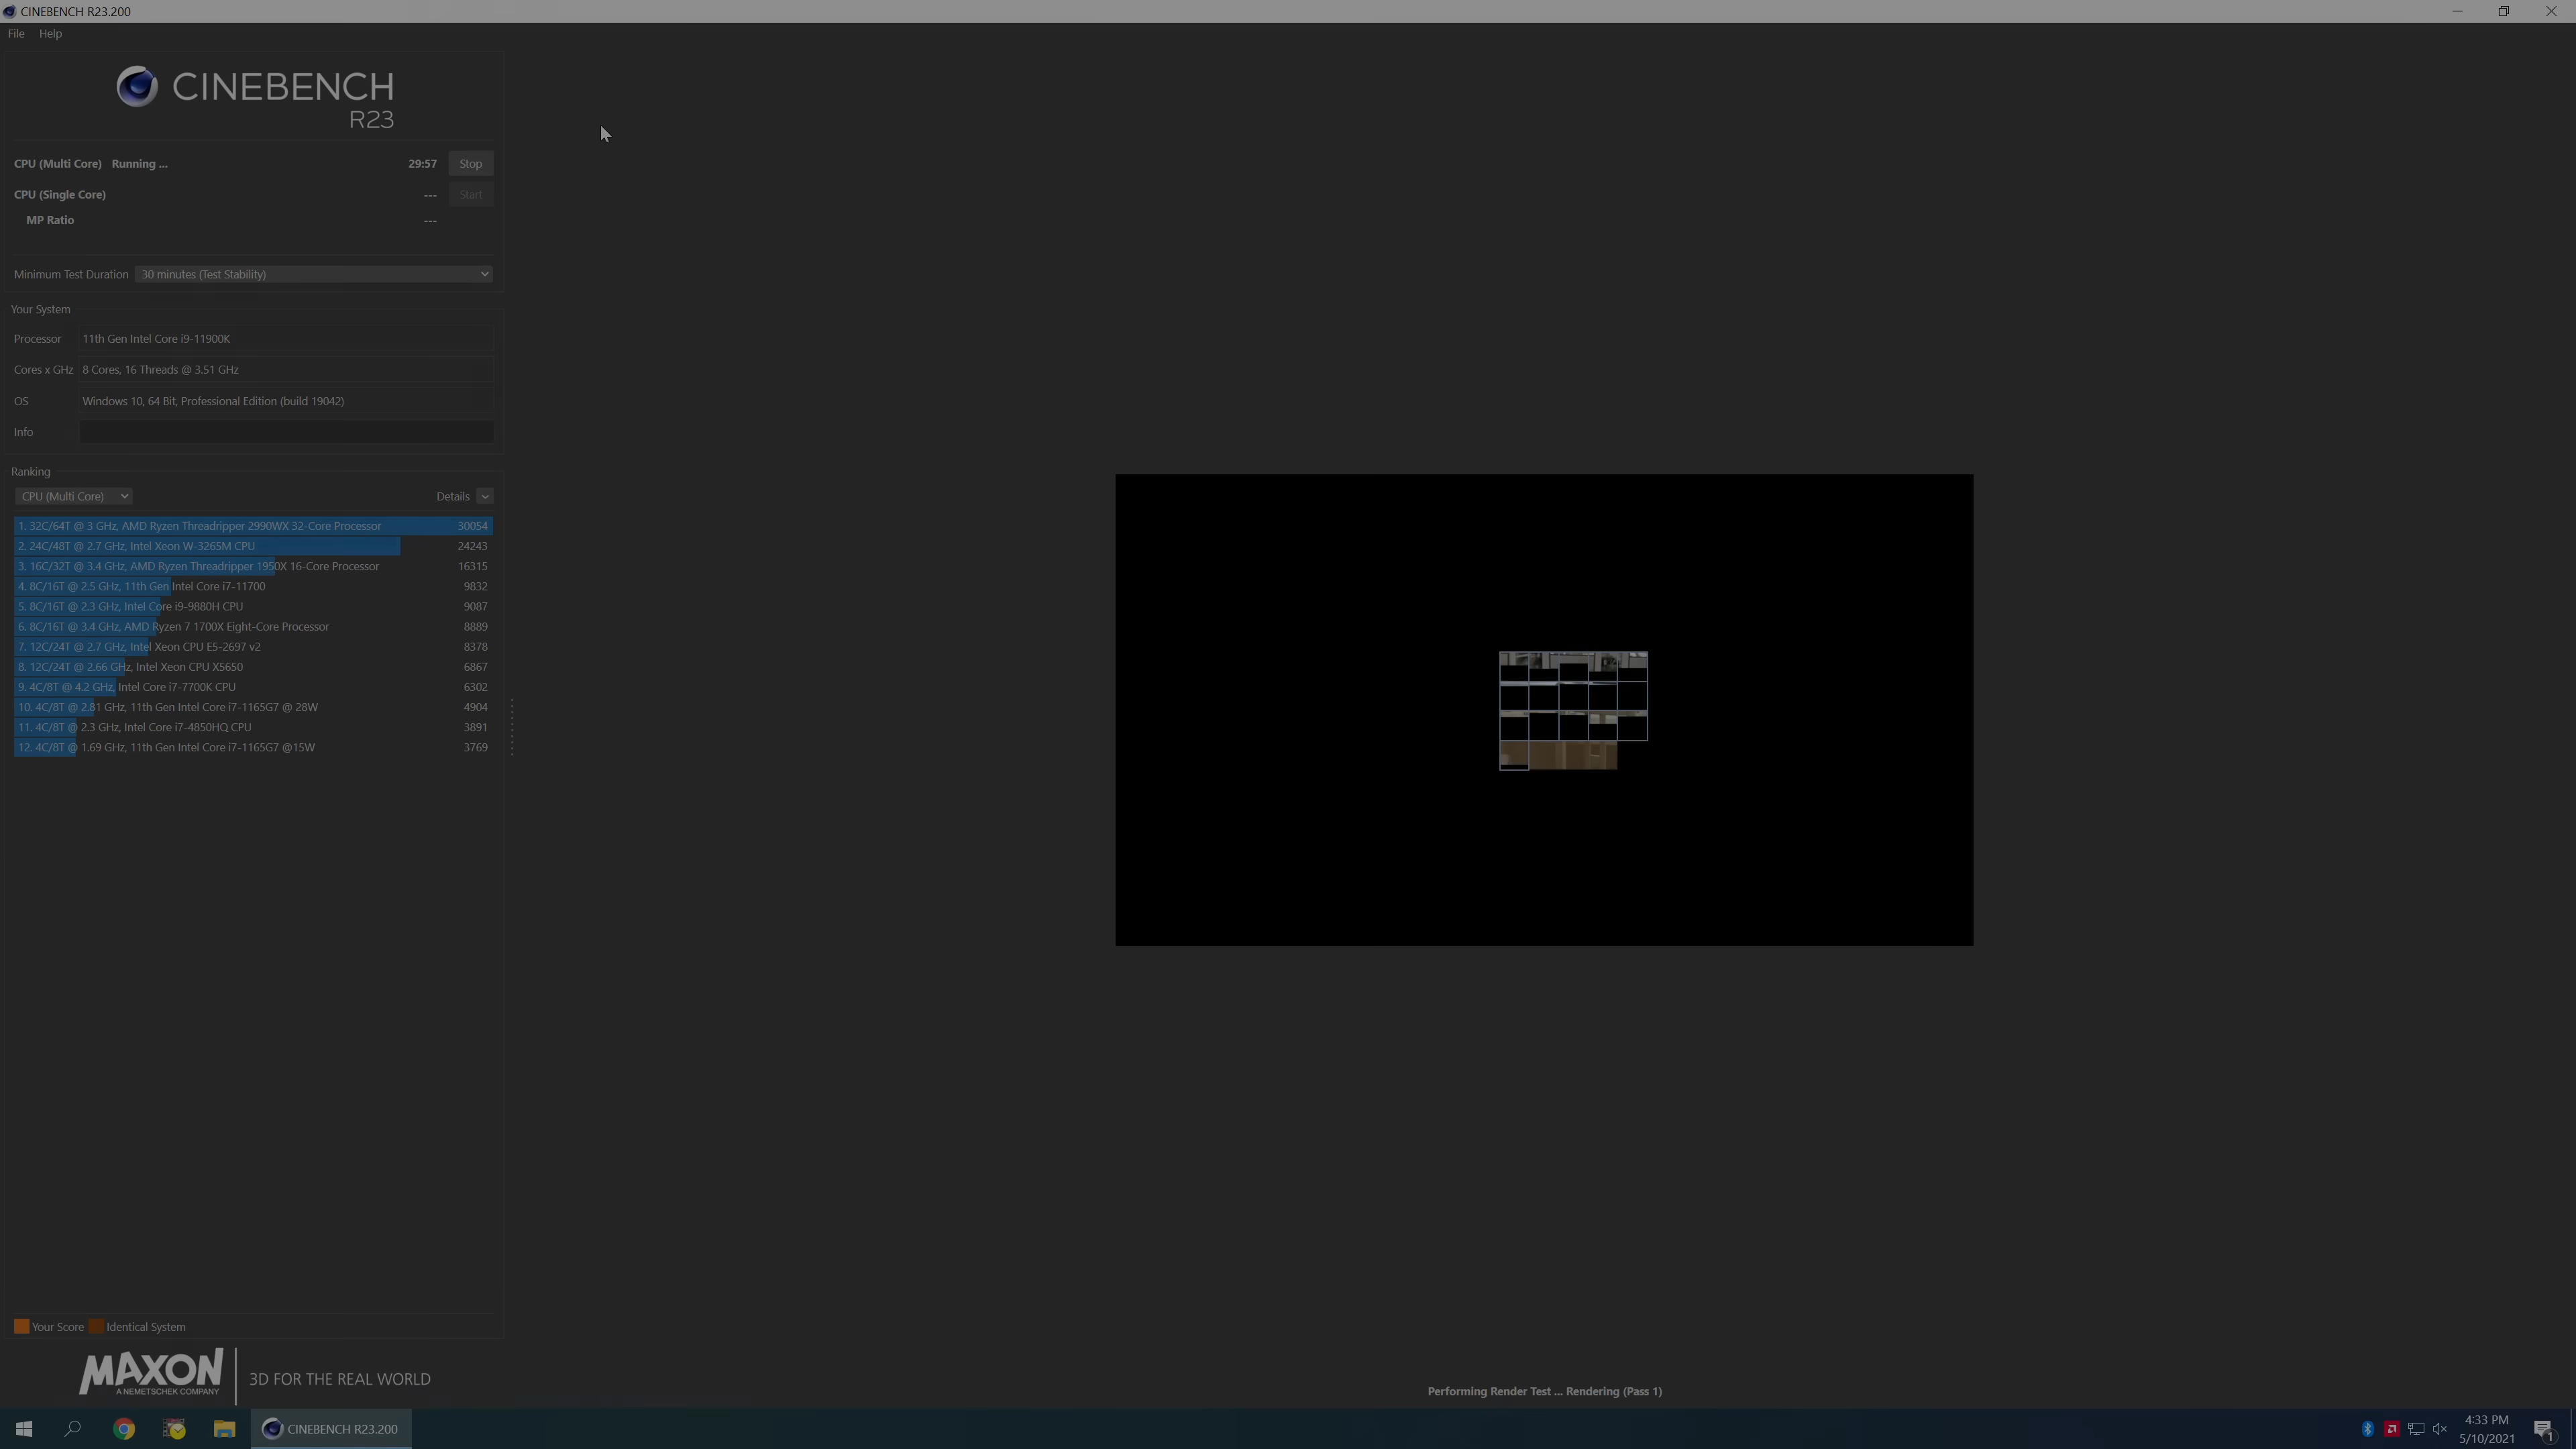 CINEBENCH R23.200
File Help
CINEBENCH
R23
CPU (Multi Core) Running ... 29:57 Stop
CPU (Single Core) --- Start
MP Ratio ---
Minimum Test Duration 30 minutes (Test Stability)
Your System
Processor 11th Gen Intel Core i9-11900K
Cores x GHz 8 Cores, 16 Threads @ 3.51 GHz
OS Windows 10, 64 Bit, Professional Edition (build 19042)
Info
Ranking
CPU (Multi Core) Details
1. 32C/64T @ 3 GHz, AMD Ryzen Threadripper 2990WX 32-Core Processor 30054
2. 24C/48T @ 2.7 GHz, Intel Xeon W-3265M CPU 24243
3. 16C/32T @ 3.4 GHz, AMD Ryzen Threadripper 1950X 16-Core Processor 16315
4. 8C/16T @ 2.5 GHz, 11th Gen Intel Core i7-11700 9832
5. 8C/16T @ 2.3 GHz, Intel Core i9-9880H CPU 9087
6. 8C/16T @ 3.4 GHz, AMD Ryzen 7 1700X Eight-Core Processor 8889
7. 12C/24T @ 2.7 GHz, Intel Xeon CPU E5-2697 v2 8378
8. 12C/24T @ 2.66 GHz, Intel Xeon CPU X5650 6867
9. 4C/8T @ 4.2 GHz, Intel Core i7-7700K CPU 6302
10. 4C/8T @ 2.81 GHz, 11th Gen Intel Core i7-1165G7 @ 28W 4904
11. 4C/8T @ 2.3 GHz, Intel Core i7-4850HQ CPU 3891
12. 4C/8T @ 1.69 GHz, 11th Gen Intel Core i7-1165G7 @15W 3769
Your Score Identical System
MAXON
A NEMETSCHEK COMPANY
3D FOR THE REAL WORLD
Performing Render Test ... Rendering (Pass 1)
CINEBENCH R23.200
4:33 PM
5/10/2021
1